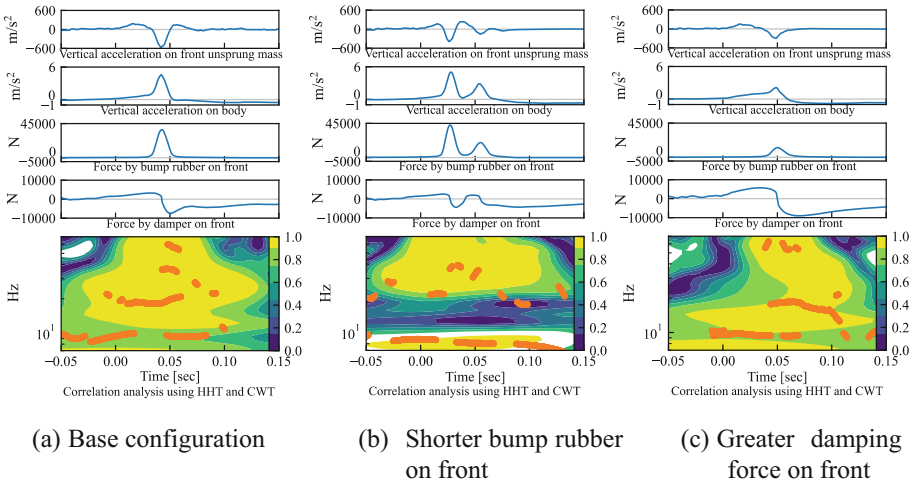 600
m/s²
−600
Vertical acceleration on front unsprung mass
6
m/s²
−1
Vertical acceleration on body
45000
N
−5000
Force by bump rubber on front
10000
N
0
−10000
Force by damper on front
1.0
0.8
0.6
0.4
0.2
0.0
Hz
10¹
−0.05 0.00 0.05 0.10 0.15
Time [sec]
Correlation analysis using HHT and CWT
(a) Base configuration
600
m/s²
0
−600
Vertical acceleration on front unsprung mass
6
m/s²
0
−1
Vertical acceleration on body
45000
N
0
−5000
Force by bump rubber on front
10000
N
0
−10000
Force by damper on front
1.0
0.8
0.6
0.4
0.2
0.0
Hz
10¹
−0.05 0.00 0.05 0.10 0.15
Time [sec]
Correlation analysis using HHT and CWT
(b) Shorter bump rubber
on front
600
m/s²
0
−600
Vertical acceleration on front unsprung mass
6
m/s²
0
−1
Vertical acceleration on body
45000
N
0
−5000
Force by bump rubber on front
10000
N
0
−10000
Force by damper on front
1.0
0.8
0.6
0.4
0.2
0.0
Hz
10¹
−0.05 0.00 0.05 0.10 0.15
Time [sec]
Correlation analysis using HHT and CWT
(c) Greater damping
force on front